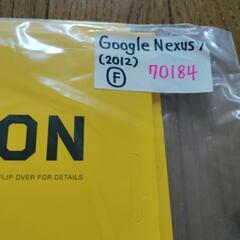 Google Nexus 7
(2012)
Ⓕ 70184
ON
FLIP OVER FOR DETAILS